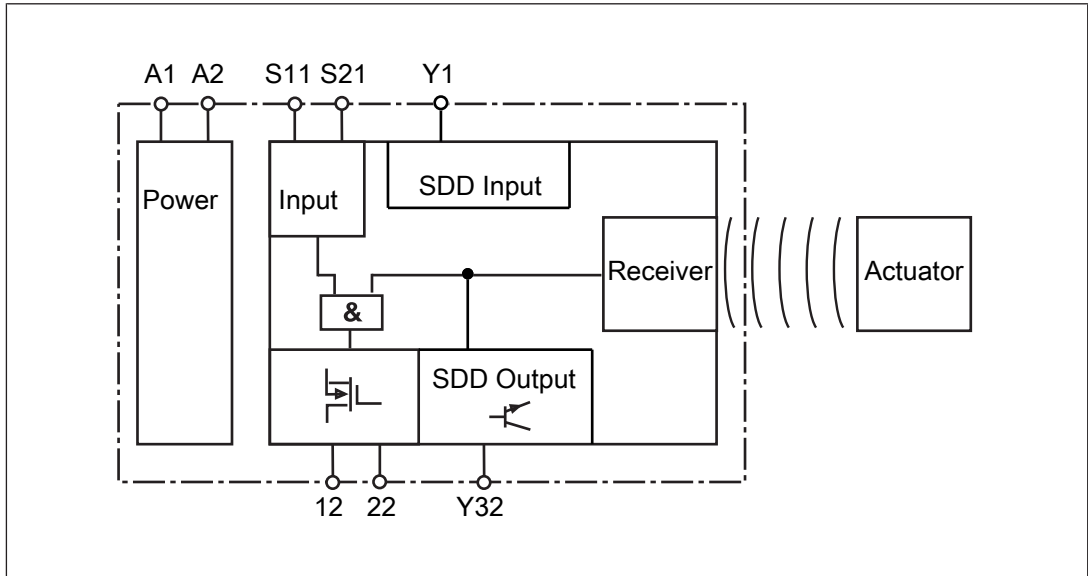 A1 A2 S11 S21 Y1
Power
Input
SDD Input
Receiver
Actuator
&
SDD Output
12 22 Y32